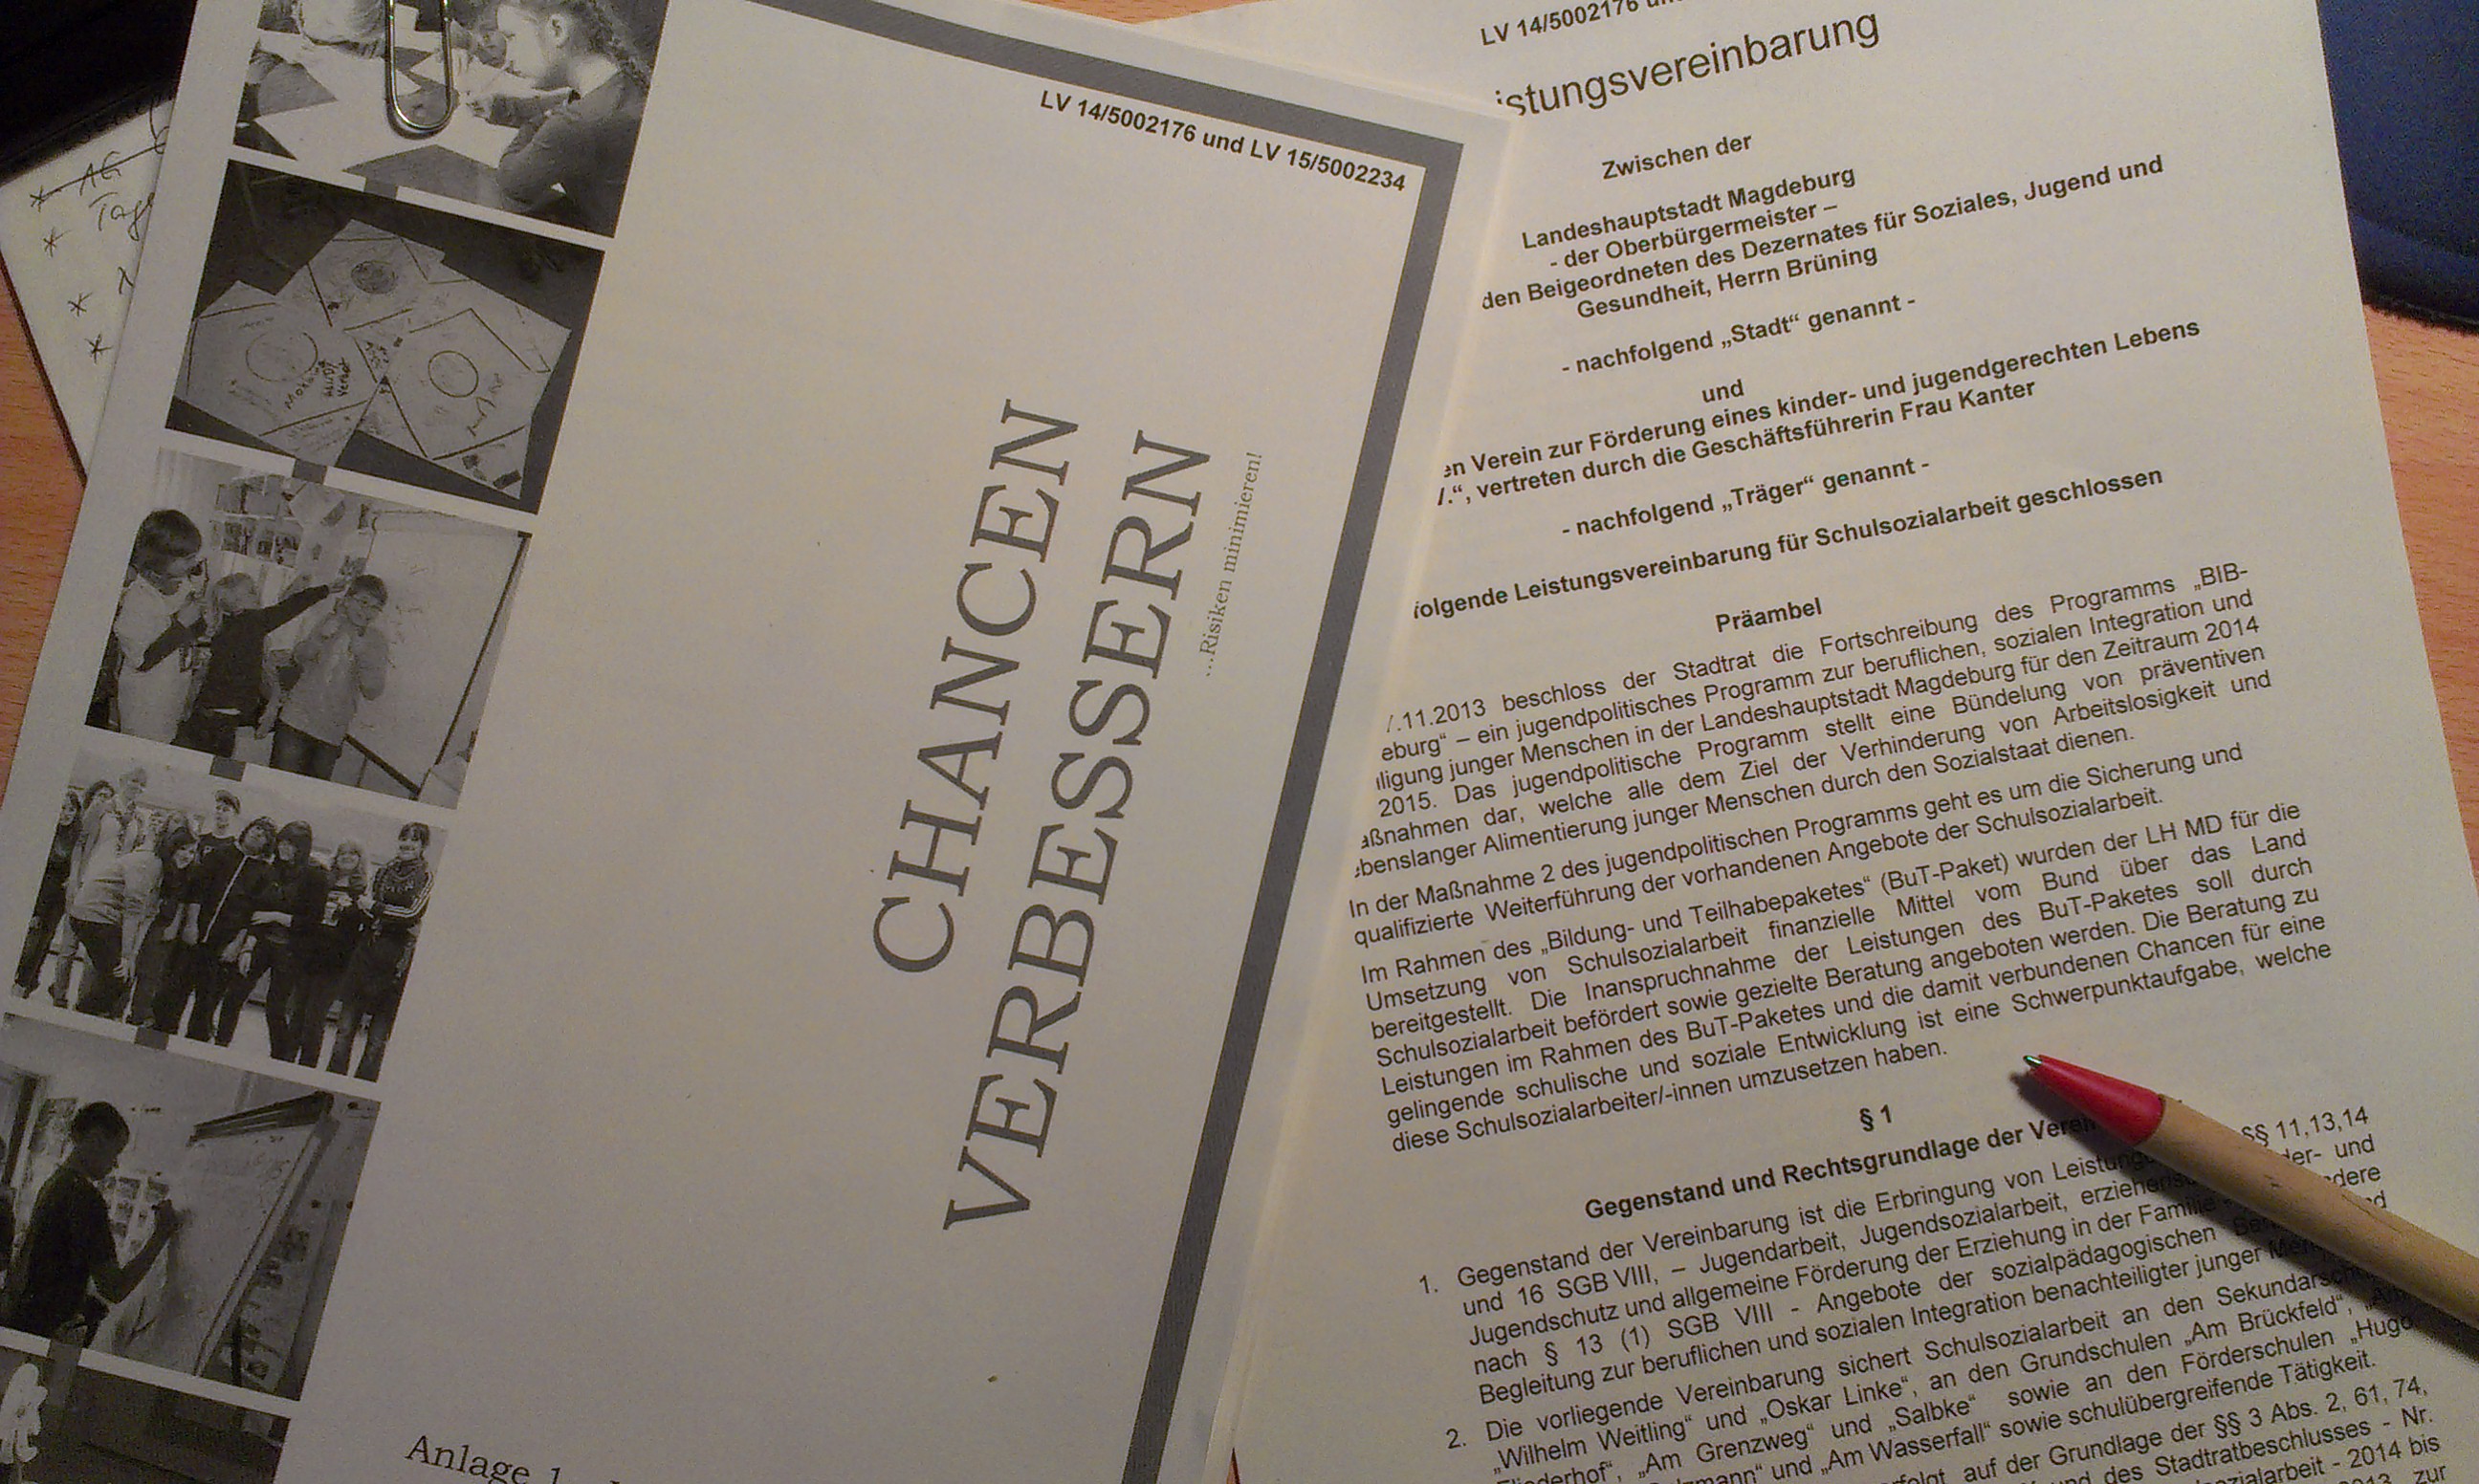 LV 14/5002176 und LV 15/5002234
CHANCEN
VERBESSERN
...Risiken minimieren!
Anlage 1
* AG
* 
*
*
LV 14/5002176
istungsvereinbarung
Zwischen der
Landeshauptstadt Magdeburg
- der Oberbürgermeister –
den Beigeordneten des Dezernates für Soziales, Jugend und
Gesundheit, Herrn Brüning
- nachfolgend „Stadt“ genannt -
und
en Verein zur Förderung eines kinder- und jugendgerechten Lebens
/.“, vertreten durch die Geschäftsführerin Frau Kanter
- nachfolgend „Träger“ genannt -
folgende Leistungsvereinbarung für Schulsozialarbeit geschlossen
Präambel
.11.2013 beschloss der Stadtrat die Fortschreibung des Programms „BIB-
eburg“ – ein jugendpolitisches Programm zur beruflichen, sozialen Integration und
iligung junger Menschen in der Landeshauptstadt Magdeburg für den Zeitraum 2014
2015. Das jugendpolitische Programm stellt eine Bündelung von präventiven
aßnahmen dar, welche alle dem Ziel der Verhinderung von Arbeitslosigkeit und
ebenslanger Alimentierung junger Menschen durch den Sozialstaat dienen.
In der Maßnahme 2 des jugendpolitischen Programms geht es um die Sicherung und
qualifizierte Weiterführung der vorhandenen Angebote der Schulsozialarbeit.
Im Rahmen des „Bildung- und Teilhabepaketes“ (BuT-Paket) wurden der LH MD für die
Umsetzung von Schulsozialarbeit finanzielle Mittel vom Bund über das Land
bereitgestellt. Die Inanspruchnahme der Leistungen des BuT-Paketes soll durch
Schulsozialarbeit befördert sowie gezielte Beratung angeboten werden. Die Beratung zu
Leistungen im Rahmen des BuT-Paketes und die damit verbundenen Chancen für eine
gelingende schulische und soziale Entwicklung ist eine Schwerpunktaufgabe, welche
diese Schulsozialarbeiter/-innen umzusetzen haben.
§ 1
Gegenstand und Rechtsgrundlage der
1. Gegenstand der Vereinbarung ist die Erbringung von §§ 11,13,14
und 16 SGB VIII, – Jugendarbeit, Jugendsozialarbeit, und
Jugendschutz und allgemeine Förderung der Erziehung in der Familie
nach § 13 (1) SGB VIII - Angebote der sozialpädagogischen
Begleitung zur beruflichen und sozialen Integration benachteiligter junger
2. Die vorliegende Vereinbarung sichert Schulsozialarbeit an den
„Wilhelm Weitling“ und „Oskar Linke“, an den Grundschulen „Am Brückfeld“,
„Am Grenzweg“ und „Salbke“ sowie an den Förderschulen „Hugo
und „Am Wasserfall“ sowie schulübergreifende Tätigkeit.
auf der Grundlage der §§ 3 Abs. 2, 61, 74,
und des Stadtratbeschlusses - Nr.
- 2014 bis
zur